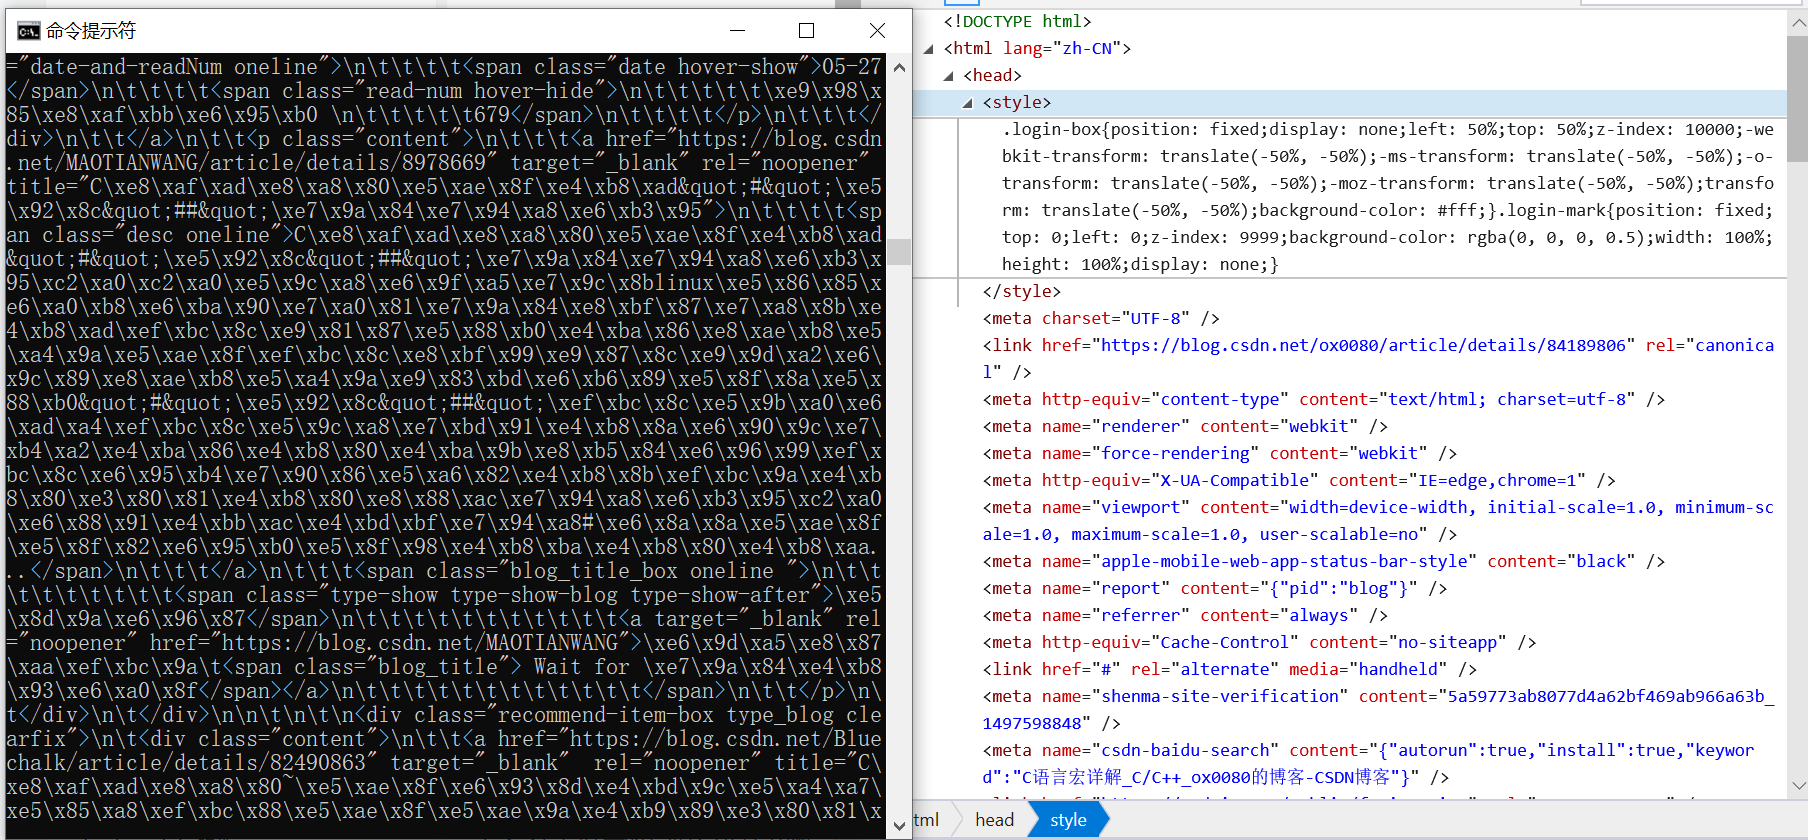 命令提示符
="date-and-readNum oneline">\n\t\t\t\t<span class="date hover-show">05-27
</span>\n\t\t\t\t<span class="read-num hover-hide">\n\t\t\t\t\t\xe9\x98\x
85\xe8\xaf\xbb\xe6\x95\xb0 \n\t\t\t\t\t679</span>\n\t\t\t\t</p>\n\t\t\t</
div>\n\t\t</a>\n\t\t<p class="content">\n\t\t\t<a href="https://blog.csdn
.net/MAOTIANWANG/article/details/8978669" target="_blank" rel="noopener"
title="C\xe8\xaf\xad\xe8\xa8\x80\xe5\xae\x8f\xe4\xb8\xad&quot;#&quot;\xe5
\x92\x8c&quot;##&quot;\xe7\x9a\x84\xe7\x94\xa8\xe6\xb3\x95">\n\t\t\t\t<sp
an class="desc oneline">C\xe8\xaf\xad\xe8\xa8\x80\xe5\xae\x8f\xe4\xb8\xad
&quot;#&quot;\xe5\x92\x8c&quot;##&quot;\xe7\x9a\x84\xe7\x94\xa8\xe6\xb3\x
95\xc2\xa0\xc2\xa0\xe5\x9c\xa8\xe6\x9f\xa5\xe7\x9c\x8blinux\xe5\x86\x85\x
e6\xa0\xb8\xe6\xba\x90\xe7\xa0\x81\xe7\x9a\x84\xe8\xbf\x87\xe7\xa8\x8b\xe
4\xb8\xad\xef\xbc\x8c\xe9\x81\x87\xe5\x88\xb0\xe4\xba\x86\xe8\xae\xb8\xe5
\xa4\x9a\xe5\xae\x8f\xef\xbc\x8c\xe8\xbf\x99\xe9\x87\x8c\xe9\x9d\xa2\xe6\
x9c\x89\xe8\xae\xb8\xe5\xa4\x9a\xe9\x83\xbd\xe6\xb6\x89\xe5\x8f\x8a\xe5\x
88\xb0&quot;#&quot;\xe5\x92\x8c&quot;##&quot;\xef\xbc\x8c\xe5\x9b\xa0\xe6
\xad\xa4\xef\xbc\x8c\xe5\x9c\xa8\xe7\xbd\x91\xe4\xb8\x8a\xe6\x90\x9c\xe7\
xb4\xa2\xe4\xba\x86\xe4\xb8\x80\xe4\xba\x9b\xe8\xb5\x84\xe6\x96\x99\xef\x
bc\x8c\xe6\x95\xb4\xe7\x90\x86\xe5\xa6\x82\xe4\xb8\x8b\xef\xbc\x9a\xe4\xb
8\x80\xe3\x80\x81\xe4\xb8\x80\xe8\x88\xac\xe7\x94\xa8\xe6\xb3\x95\xc2\xa0
\xe6\x88\x91\xe4\xbb\xac\xe4\xbd\xbf\xe7\x94\xa8#\xe6\x8a\x8a\xe5\xae\x8f
\xe5\x8f\x82\xe6\x95\xb0\xe5\x8f\x98\xe4\xb8\xba\xe4\xb8\x80\xe4\xb8\xaa.
..</span>\n\t\t\t</a>\n\t\t\t<span class="blog_title_box oneline ">\n\t\t
\t\t\t\t\t\t<span class="type-show type-show-blog type-show-after">\xe5
\x8d\x9a\xe6\x96\x87</span>\n\t\t\t\t\t\t\t\t\t\t<a target="_blank" rel
="noopener" href="https://blog.csdn.net/MAOTIANWANG">\xe6\x9d\xa5\xe8\x87
\xaa\xef\xbc\x9a\t<span class="blog_title"> Wait for \xe7\x9a\x84\xe4\xb8
\x93\xe6\xa0\x8f</span></a>\n\t\t\t\t\t\t\t\t\t\t\t</span>\n\t\t</p>\n\
t</div>\n\t</div>\n\n\t\n\t\n<div class="recommend-item-box type_blog cle
arfix">\n\t<div class="content">\n\t\t<a href="https://blog.csdn.net/Blue
chalk/article/details/82490863" target="_blank"  rel="noopener" title="C\
xe8\xaf\xad\xe8\xa8\x80~\xe5\xae\x8f\xe6\x93\x8d\xe4\xbd\x9c\xe5\xa4\xa7\
xe5\x85\xa8\xef\xbc\x88\xe5\xae\x8f\xe5\xae\x9a\xe4\xb9\x89\xe3\x80\x81\x
<!DOCTYPE html>
<html lang="zh-CN">
<head>
<style>
.login-box{position: fixed;display: none;left: 50%;top: 50%;z-index: 10000;-we
bkit-transform: translate(-50%, -50%);-ms-transform: translate(-50%, -50%);-o-
transform: translate(-50%, -50%);-moz-transform: translate(-50%, -50%);transfo
rm: translate(-50%, -50%);background-color: #fff;}.login-mark{position: fixed;
top: 0;left: 0;z-index: 9999;background-color: rgba(0, 0, 0, 0.5);width: 100%;
height: 100%;display: none;}
</style>
<meta charset="UTF-8" />
<link href="https://blog.csdn.net/ox0080/article/details/84189806" rel="canonica
l" />
<meta http-equiv="content-type" content="text/html; charset=utf-8" />
<meta name="renderer" content="webkit" />
<meta name="force-rendering" content="webkit" />
<meta http-equiv="X-UA-Compatible" content="IE=edge,chrome=1" />
<meta name="viewport" content="width=device-width, initial-scale=1.0, minimum-sc
ale=1.0, maximum-scale=1.0, user-scalable=no" />
<meta name="apple-mobile-web-app-status-bar-style" content="black" />
<meta name="report" content="{"pid":"blog"}" />
<meta name="referrer" content="always" />
<meta http-equiv="Cache-Control" content="no-siteapp" />
<link href="#" rel="alternate" media="handheld" />
<meta name="shenma-site-verification" content="5a59773ab8077d4a62bf469ab966a63b_
1497598848" />
<meta name="csdn-baidu-search" content="{"autorun":true,"install":true,"keywor
d":"C语言宏详解_C/C++_ox0080的博客-CSDN博客"}" />
tml
head
style